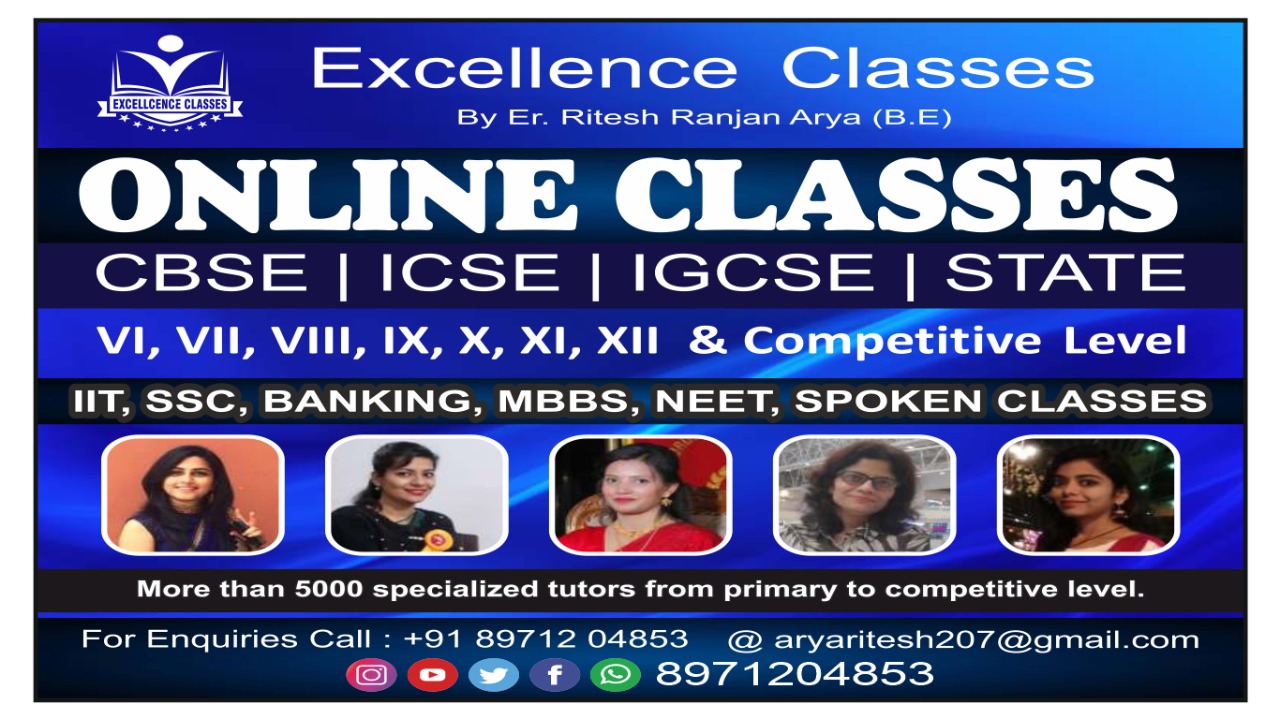 EXCELLCENCE CLASSES
Excellence Classes
By Er. Ritesh Ranjan Arya (B.E)
ONLINE CLASSES
CBSE | ICSE | IGCSE | STATE
VI, VII, VIII, IX, X, XI, XII & Competitive Level
IIT, SSC, BANKING, MBBS, NEET, SPOKEN CLASSES
More than 5000 specialized tutors from primary to competitive level.
For Enquiries Call : +91 89712 04853 @ aryaritesh207@gmail.com
8971204853